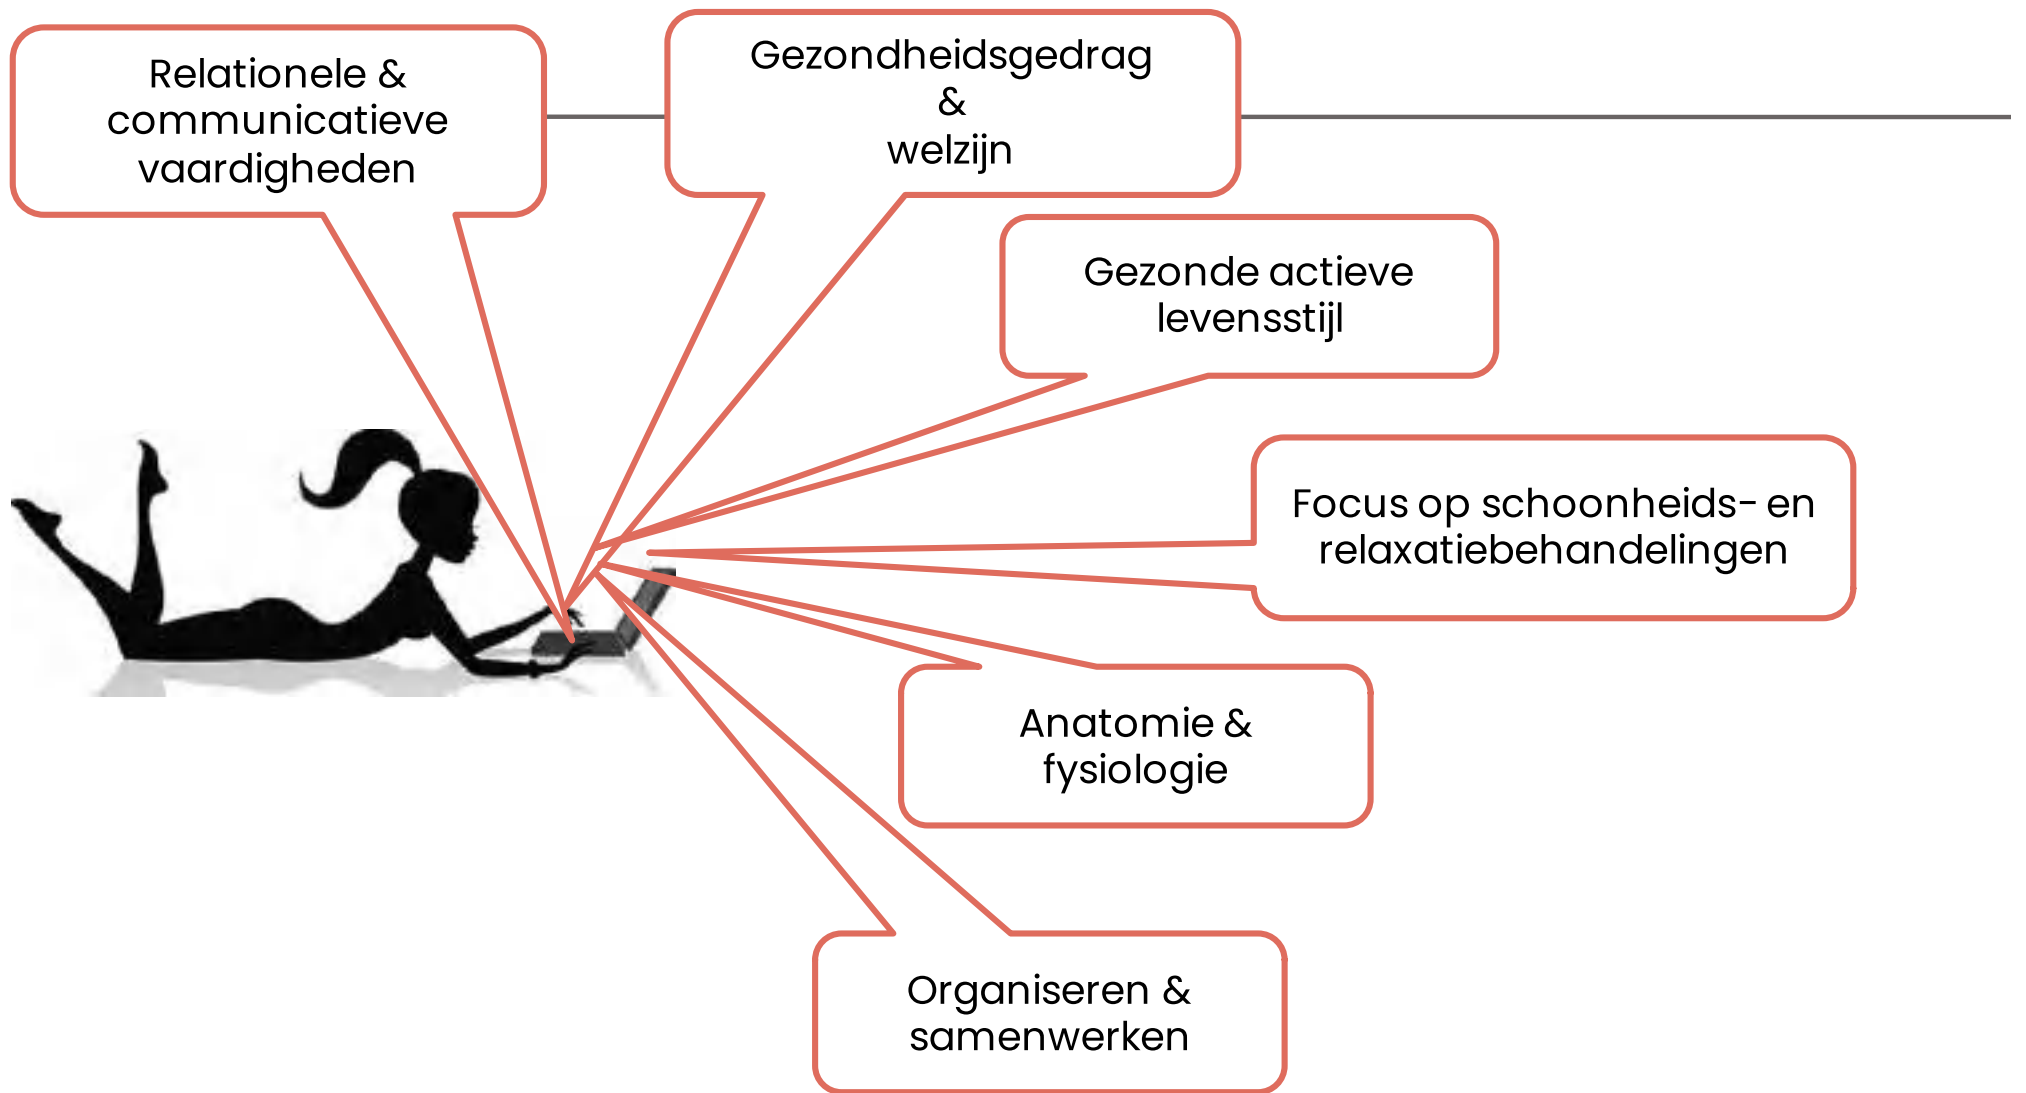 Relationele &
communicatieve
vaardigheden
Gezondheidsgedrag
&
welzijn
Gezonde actieve
levensstijl
Focus op schoonheids- en
relaxatiebehandelingen
Anatomie &
fysiologie
Organiseren &
samenwerken